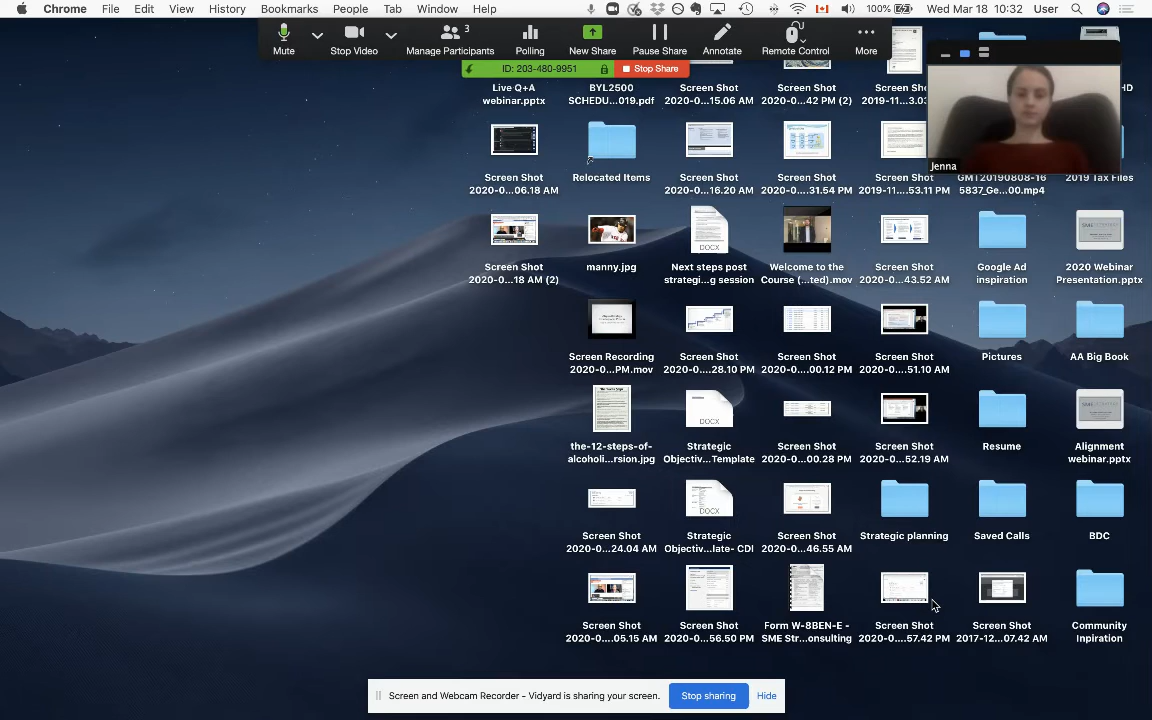 Chrome File Edit View History Bookmarks People Tab Window Help 100% Wed Mar 18 10:32 User
Mute
Stop Video
Manage Participants 3
Polling
New Share
Pause Share
Annotate
Remote Control
More
ID: 203-480-9951
Stop Share
Jenna
Live Q+A
webinar.pptx
BYL2500
SCHEDU...019.pdf
Screen Shot
2020-0...15.06 AM
Screen Shot
2020-0...42 PM (2)
2019-11...3.0
HD
Screen Shot
2020-0...06.18 AM
Relocated Items
Screen Shot
2020-0...16.20 AM
Screen Shot
2020-0...31.54 PM
Screen Shot
2019-11...53.11 PM
GMT20190808-16
5837_Ge...00.mp4
2019 Tax Files
Screen Shot
2020-0...18 AM (2)
manny.jpg
Next steps post
strategi...g session
Welcome to the
Course (...ted).mov
Screen Shot
2020-0...43.52 AM
Google Ad
inspiration
2020 Webinar
Presentation.pptx
Screen Recording
2020-0...PM.mov
Screen Shot
2020-0...28.10 PM
Screen Shot
2020-0...00.12 PM
Screen Shot
2020-0...51.10 AM
Pictures
AA Big Book
the-12-steps-of-
alcoholi...rsion.jpg
DOCX
Strategic
Objectiv...Template
Screen Shot
2020-0...00.28 PM
Screen Shot
2020-0...52.19 AM
Resume
Alignment
webinar.pptx
Screen Shot
2020-0...24.04 AM
DOCX
Strategic
Objectiv...late- CDI
Screen Shot
2020-0...46.55 AM
Strategic planning
Saved Calls
BDC
Screen Shot
2020-0....05.15 AM
Screen Shot
2020-0...56.50 PM
Form W-8BEN-E -
SME Str...onsulting
Screen Shot
2020-0....57.42 PM
Screen Shot
2017-12...07.42 AM
Community
Inpiration
Screen and Webcam Recorder - Vidyard is sharing your screen.
Stop sharing
Hide